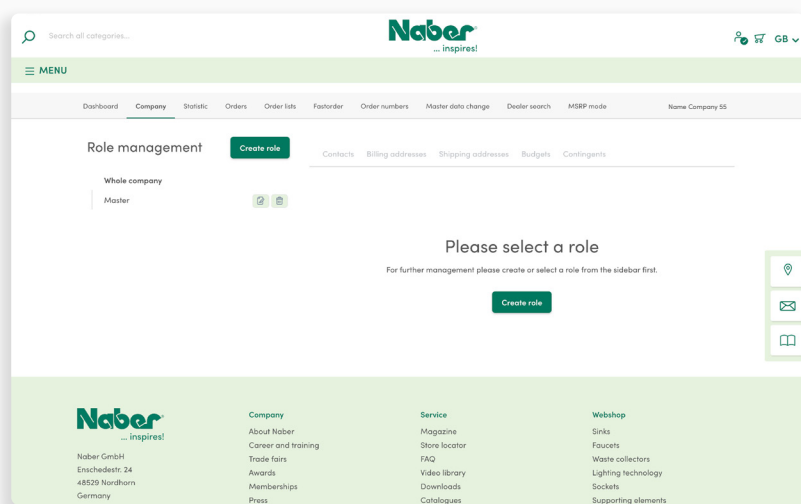 Search all categories...
Naber
... inspires!
GB
MENU
Dashboard Company Statistic Orders Order lists Fastorder Order numbers Master data change Dealer search MSRP mode Name Company 55
Role management
Create role
Contacts Billing addresses Shipping addresses Budgets Contingents
Whole company
Master
Please select a role
For further management please create or select a role from the sidebar first.
Create role
Naber
... inspires!
Naber GmbH
Enschedestr. 24
48529 Nordhorn
Germany
Company
About Naber
Career and training
Trade fairs
Awards
Memberships
Press
Service
Magazine
Store locator
FAQ
Video library
Downloads
Catalogues
Webshop
Sinks
Faucets
Waste collectors
Lighting technology
Sockets
Supporting elements